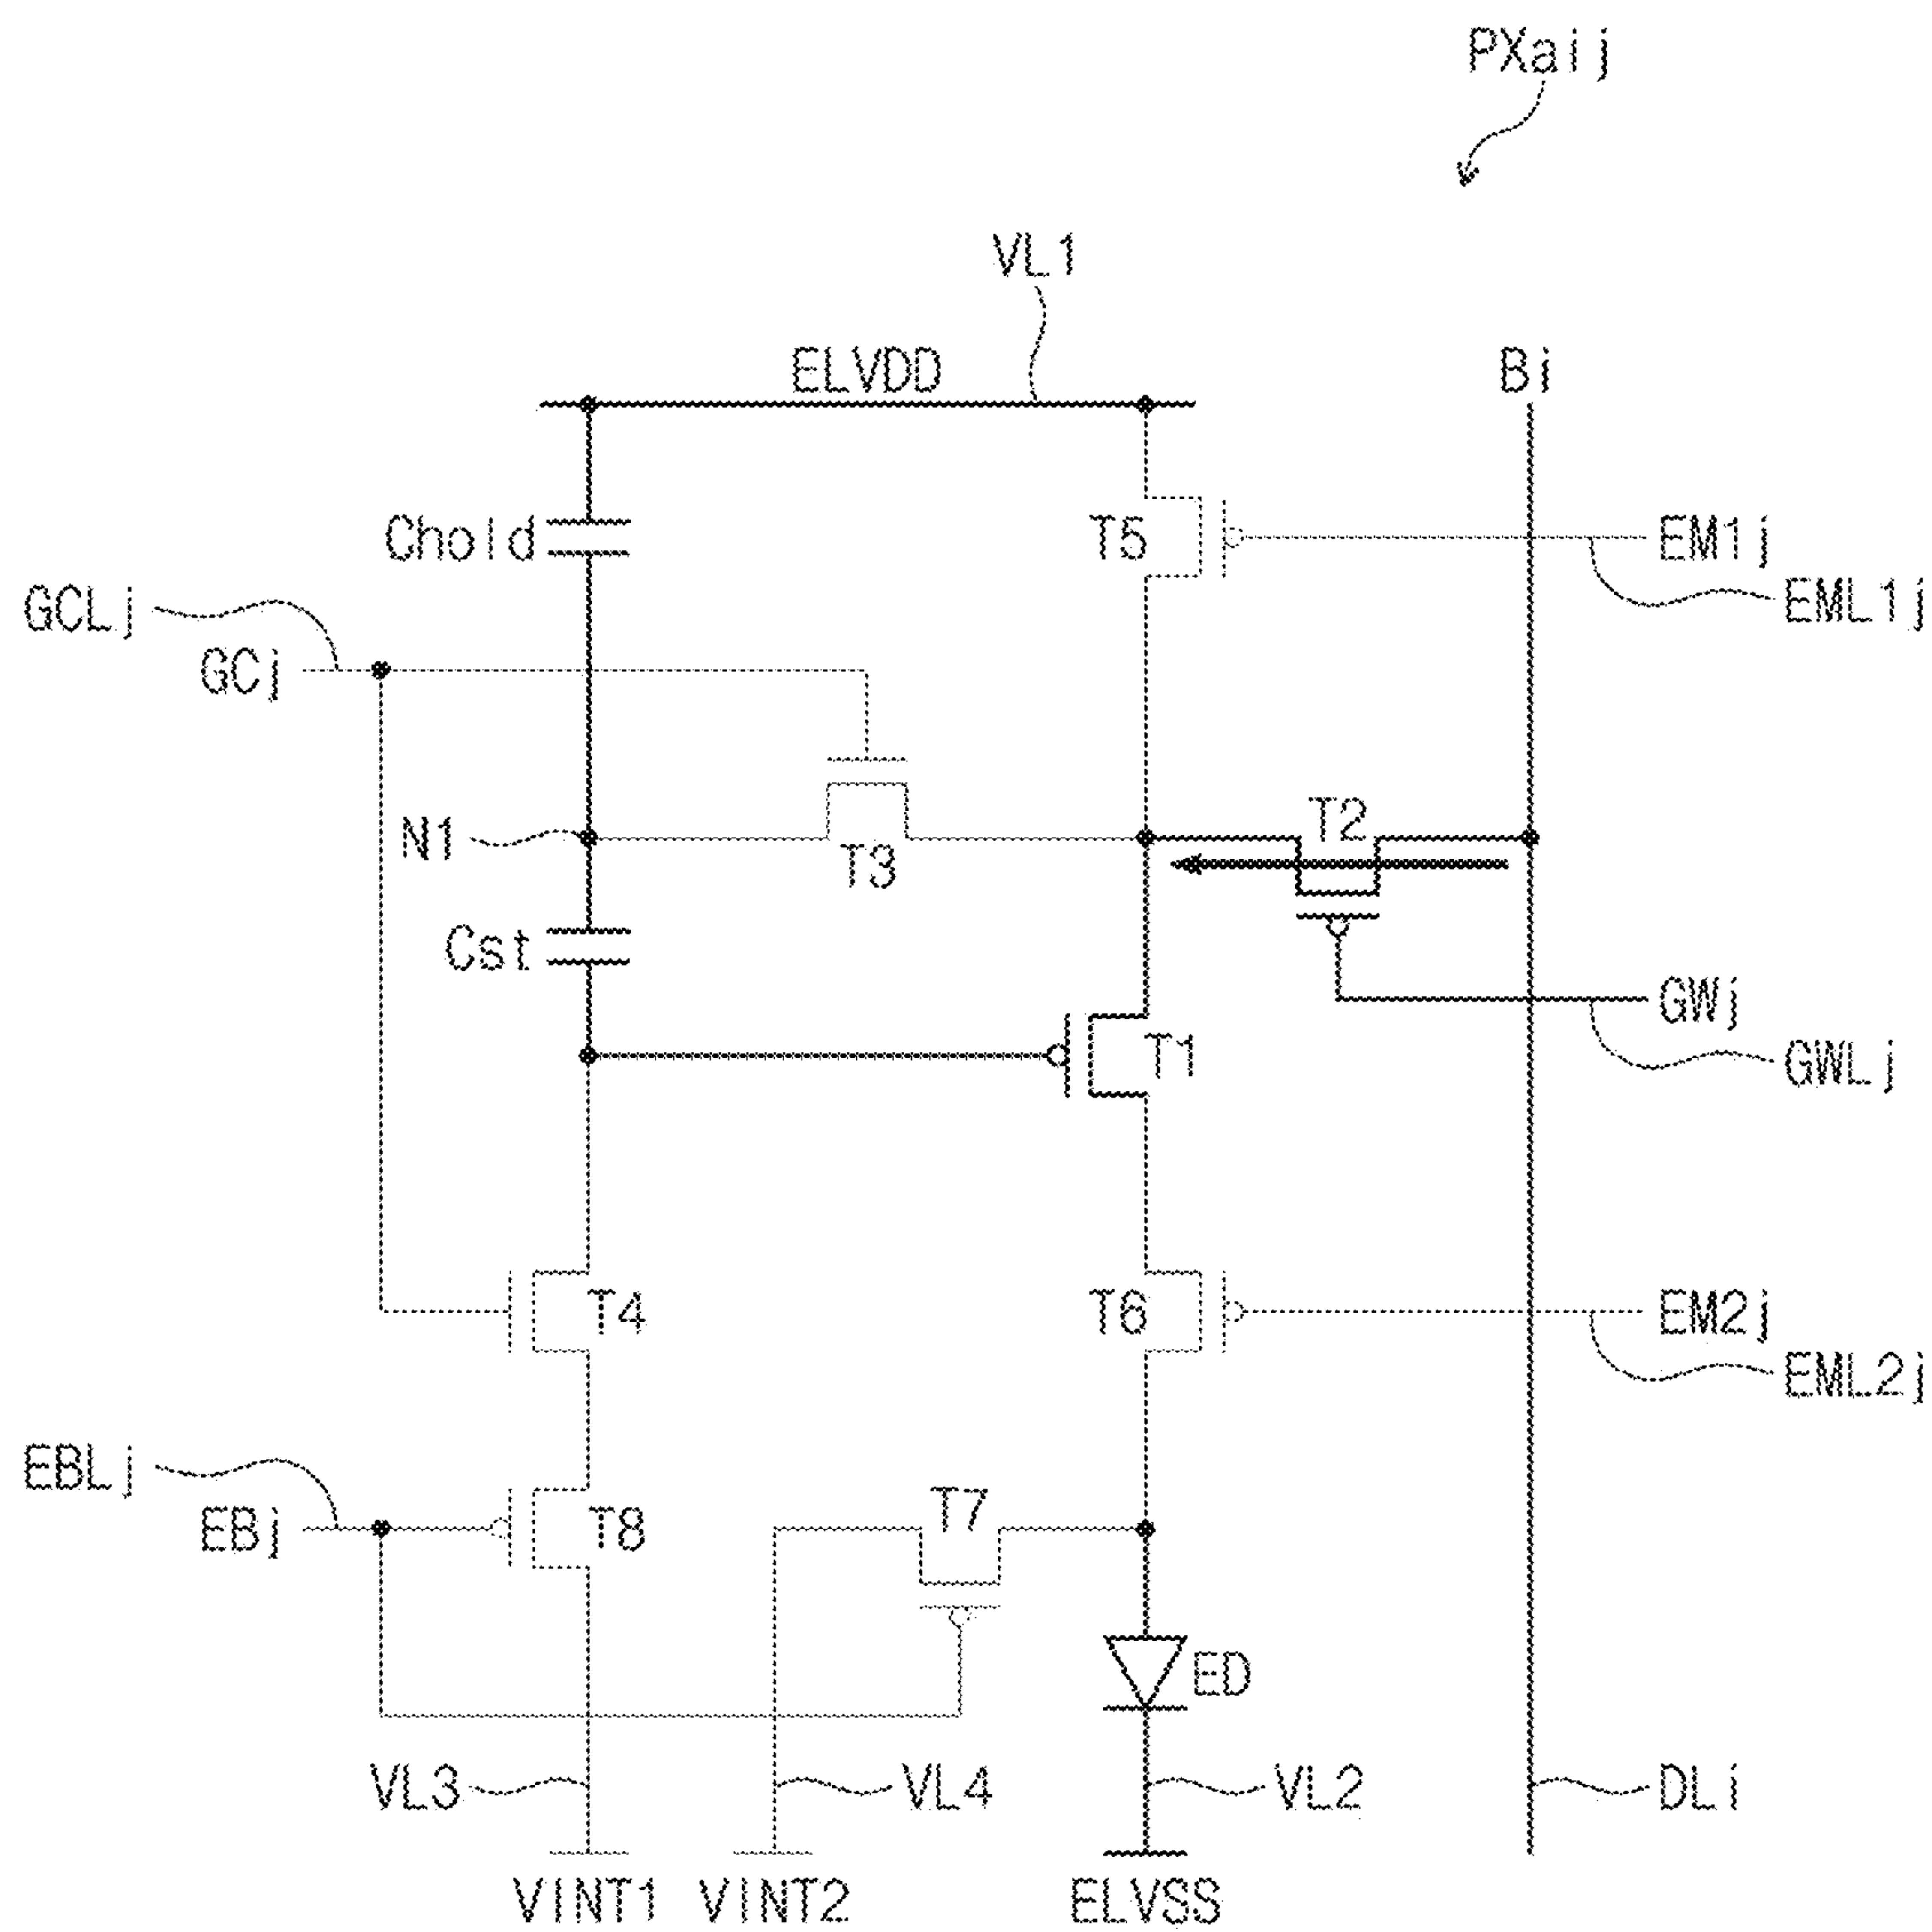 PXaij
VL1
ELVDD
Bi
Chold
T5
EM1j
EML1j
GCLj
GCj
N1
T3
T2
Cst
T1
GWj
GWLj
T4
T6
EM2j
EML2j
EBLj
EBj
T8
T7
ED
VL3
VL4
VL2
DLi
VINT1
VINT2
ELVSS